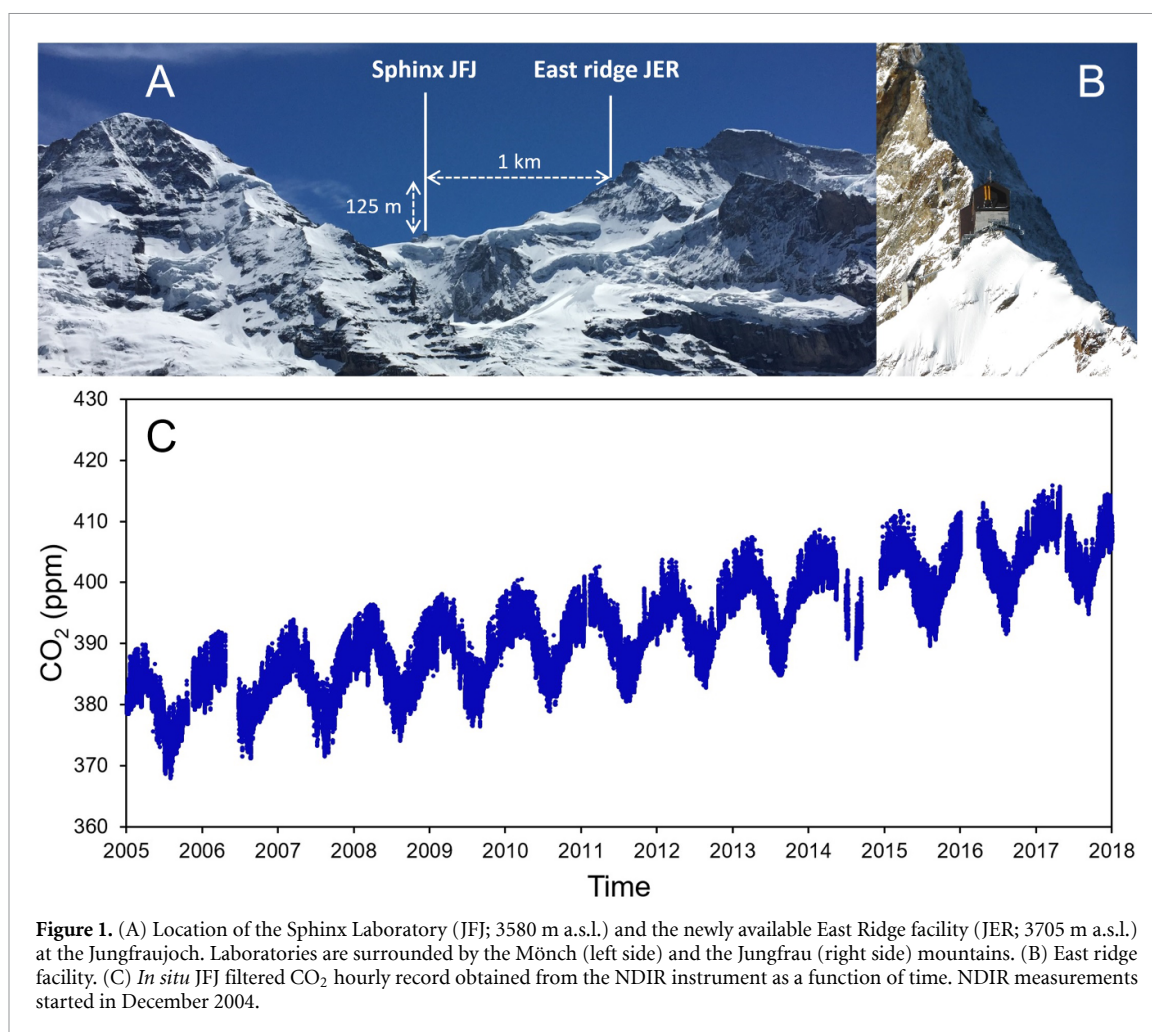 A
Sphinx JFJ
East ridge JER
B
1 km
125 m
C
430
420
410
400
390
380
370
360
CO₂ (ppm)
2005 2006 2007 2008 2009 2010 2011 2012 2013 2014 2015 2016 2017 2018
Time
Figure 1. (A) Location of the Sphinx Laboratory (JFJ; 3580 m a.s.l.) and the newly available East Ridge facility (JER; 3705 m a.s.l.)
at the Jungfraujoch. Laboratories are surrounded by the Mönch (left side) and the Jungfrau (right side) mountains. (B) East ridge
facility. (C) In situ JFJ filtered CO₂ hourly record obtained from the NDIR instrument as a function of time. NDIR measurements
started in December 2004.